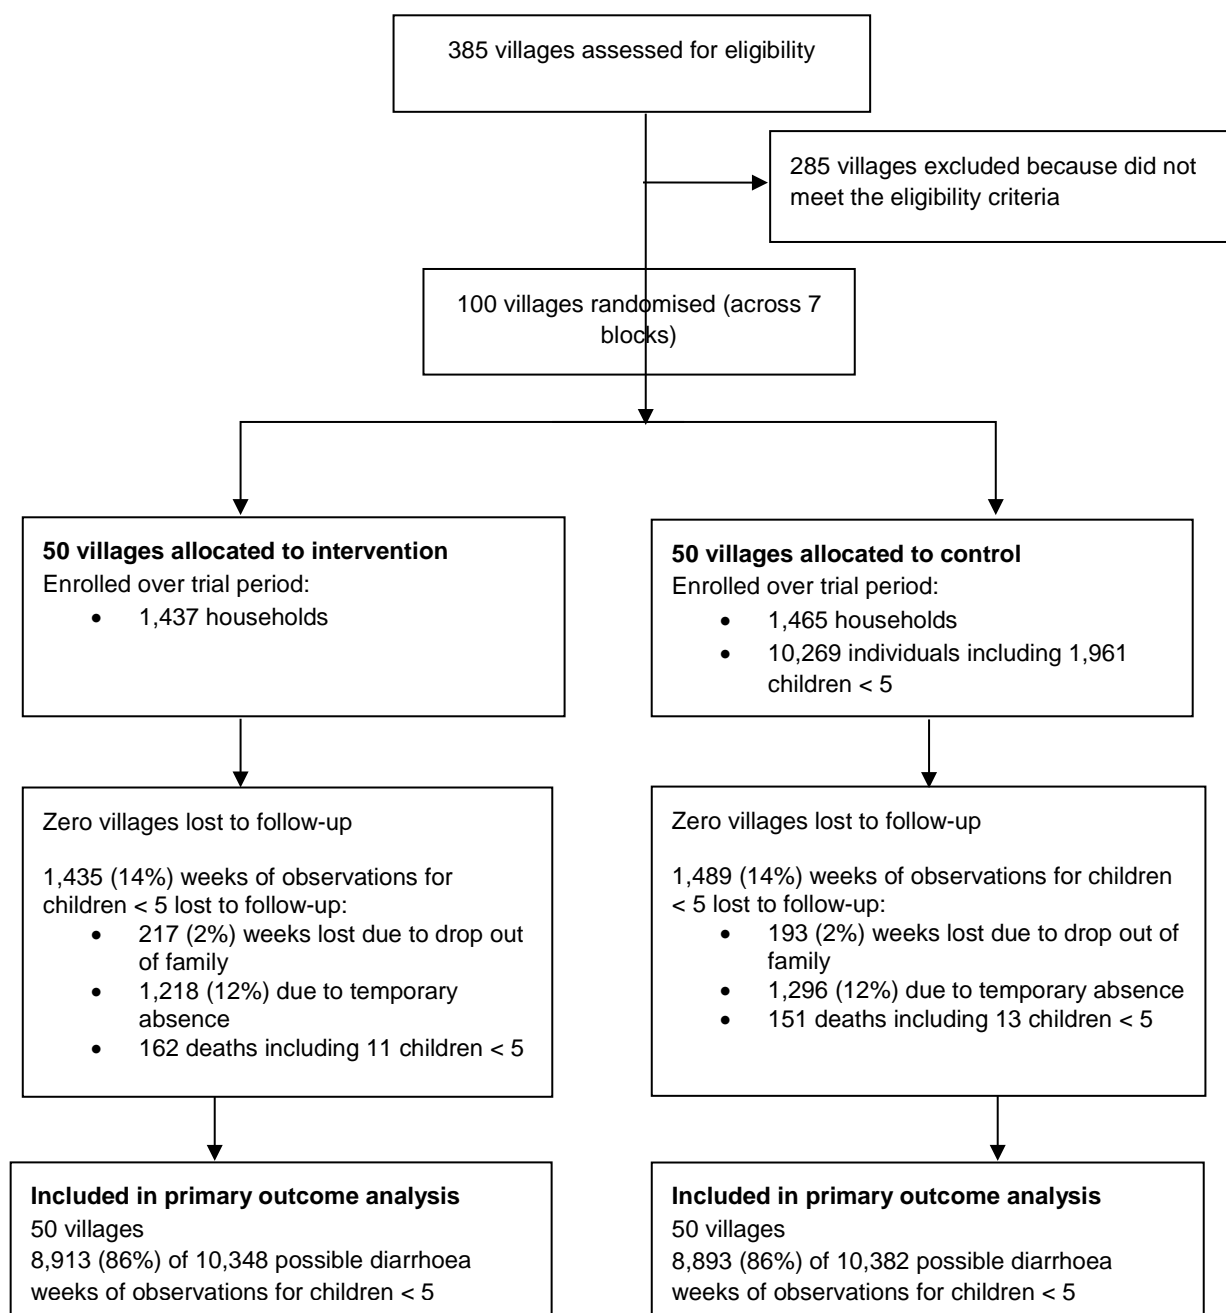 385 villages assessed for eligibility
285 villages excluded because did not
meet the eligibility criteria
100 villages randomised (across 7
blocks)
50 villages allocated to intervention
Enrolled over trial period:
• 1,437 households
50 villages allocated to control
Enrolled over trial period:
• 1,465 households
• 10,269 individuals including 1,961
children < 5
Zero villages lost to follow-up
1,435 (14%) weeks of observations for
children < 5 lost to follow-up:
• 217 (2%) weeks lost due to drop out
of family
• 1,218 (12%) due to temporary
absence
• 162 deaths including 11 children < 5
Zero villages lost to follow-up
1,489 (14%) weeks of observations for children
< 5 lost to follow-up:
• 193 (2%) weeks lost due to drop out of
family
• 1,296 (12%) due to temporary absence
• 151 deaths including 13 children < 5
Included in primary outcome analysis
50 villages
8,913 (86%) of 10,348 possible diarrhoea
weeks of observations for children < 5
Included in primary outcome analysis
50 villages
8,893 (86%) of 10,382 possible diarrhoea
weeks of observations for children < 5